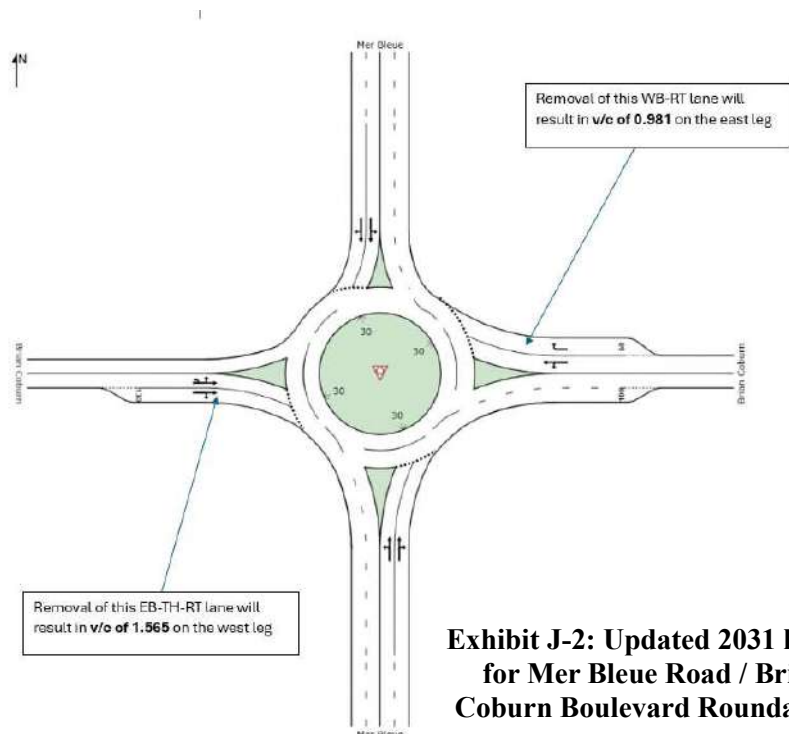 Mer Bleue
N
Removal of this WB-RT lane will
result in v/c of 0.981 on the east leg
30
30
30
30
Brian Coburn
Brian Coburn
Removal of this EB-TH-RT lane will
result in v/c of 1.565 on the west leg
Exhibit J-2: Updated 2031
for Mer Bleue Road / Bri
Coburn Boulevard Rounda
Mer Bleue